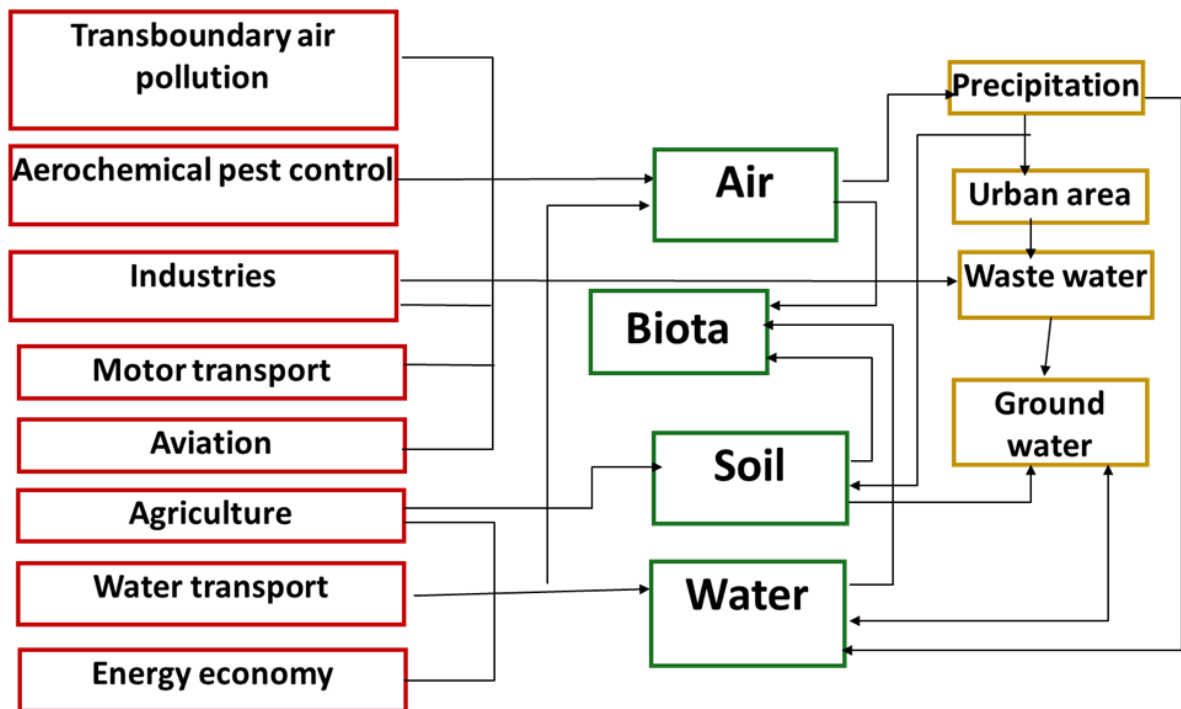 Transboundary air
pollution
Aerochemical pest control
Industries
Motor transport
Aviation
Agriculture
Water transport
Energy economy
Air
Biota
Soil
Water
Precipitation
Urban area
Waste water
Ground
water